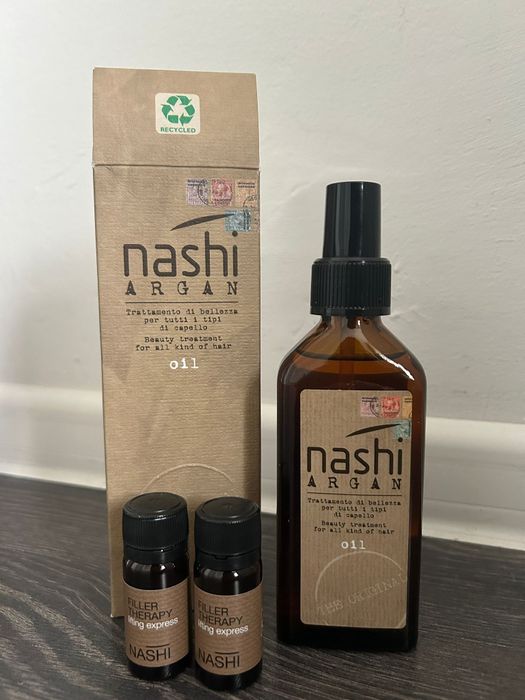 RECYCLED
nashi
ARGAN
Trattamento di bellezza
per tutti i tipi
di capello
Beauty treatment
for all kind of hair
oil
nashi
ARGAN
Trattamento di bellezza
per tutti i tipi
di capello
Beauty treatment
for all kind of hair
oil
THE ORIGINAL
FILLER
THERAPY
lifting express
NASHI
FILLER
THERAPY
lifting express
NASHI